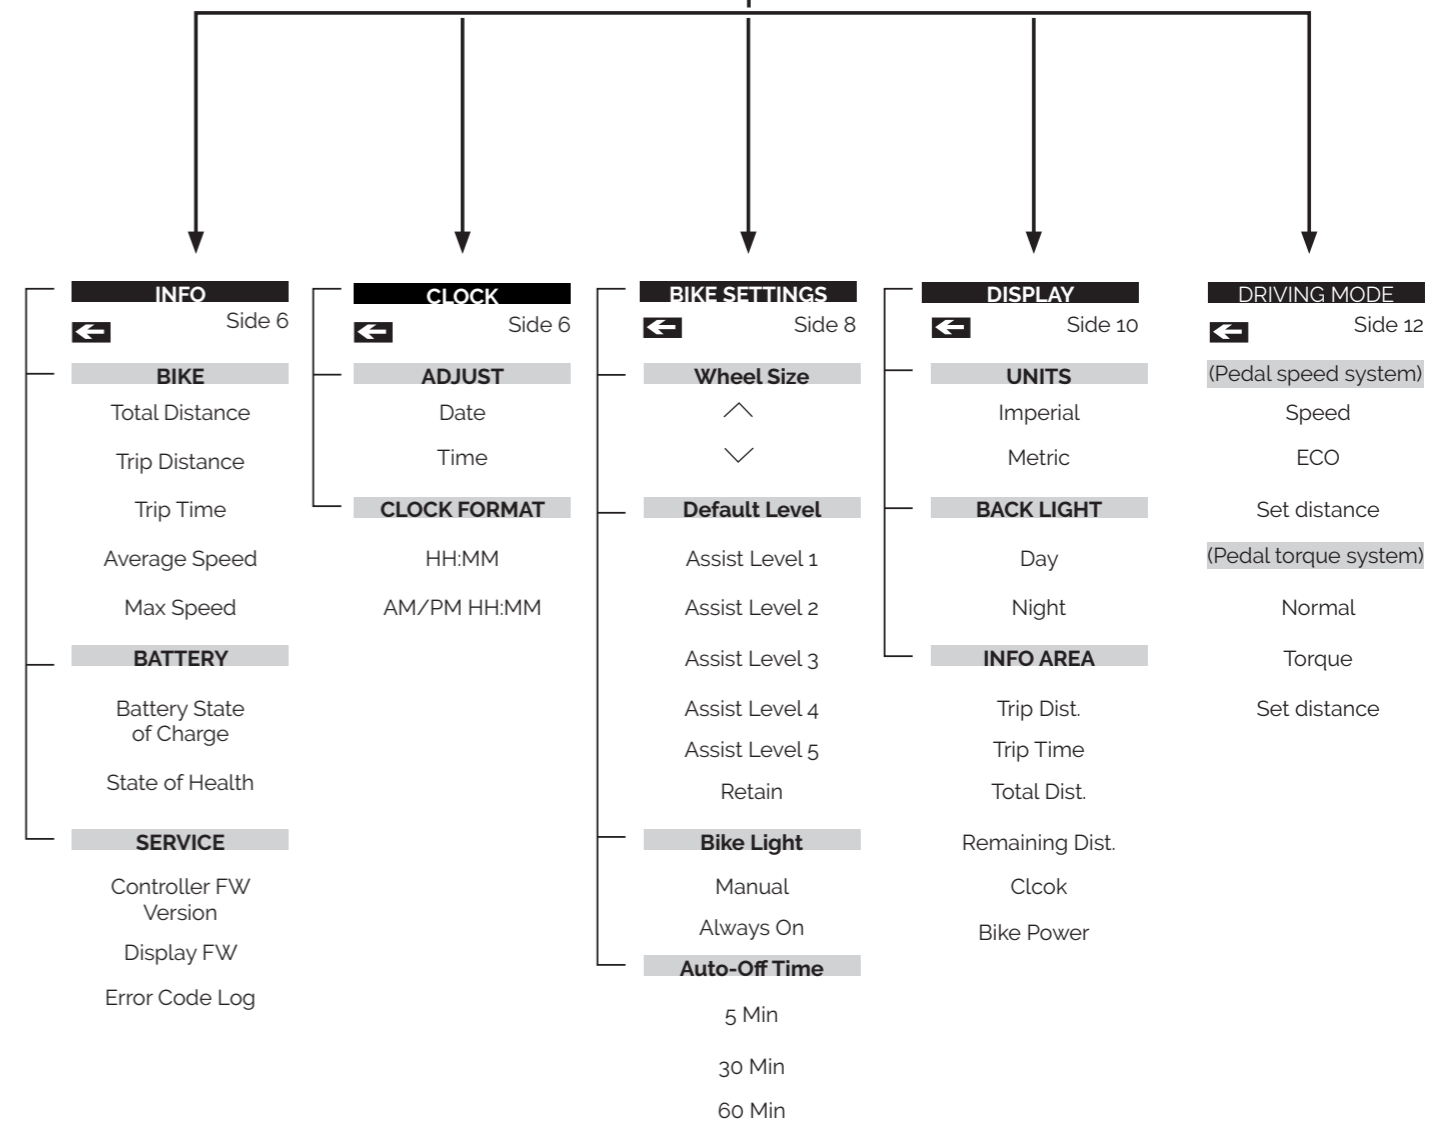 INFO
Side 6
BIKE
Total Distance
Trip Distance
Trip Time
Average Speed
Max Speed
BATTERY
Battery State
of Charge
State of Health
SERVICE
Controller FW
Version
Display FW
Error Code Log
CLOCK
Side 6
ADJUST
Date
Time
CLOCK FORMAT
HH:MM
AM/PM HH:MM
BIKE SETTINGS
Side 8
Wheel Size
Default Level
Assist Level 1
Assist Level 2
Assist Level 3
Assist Level 4
Assist Level 5
Retain
Bike Light
Manual
Always On
Auto-Off Time
5 Min
30 Min
60 Min
DISPLAY
Side 10
UNITS
Imperial
Metric
BACK LIGHT
Day
Night
INFO AREA
Trip Dist.
Trip Time
Total Dist.
Remaining Dist.
Clcok
Bike Power
DRIVING MODE
Side 12
(Pedal speed system)
Speed
ECO
Set distance
(Pedal torque system)
Normal
Torque
Set distance